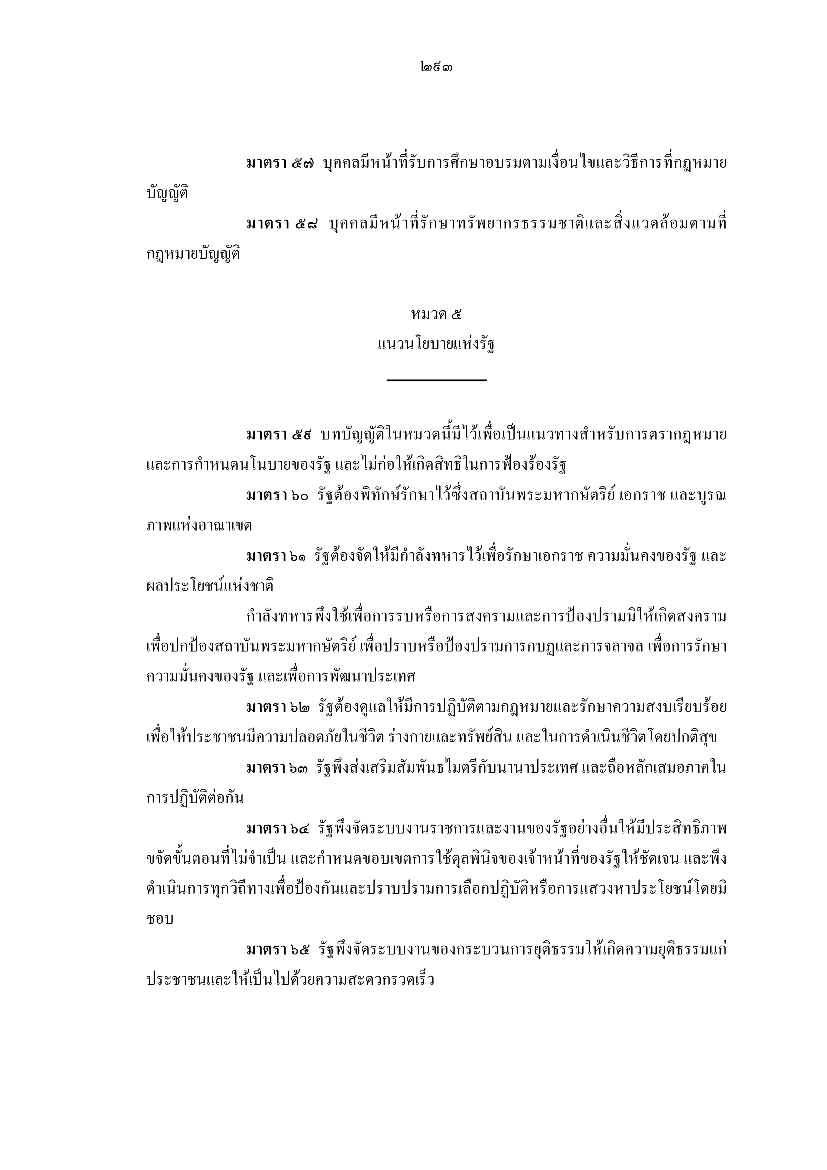 ๒๙๓
มาตรา ๕๗ บุคคลมีหน้าที่รับการศึกษาอบรมตามเงื่อนไขและวิธีการที่กฎหมาย
บัญญัติ
มาตรา ๕๘ บุคคลมีหน้าที่รักษาทรัพยากรธรรมชาติและสิ่งแวดล้อมตามที่
กฎหมายบัญญัติ
หมวด ๕
แนวนโยบายแห่งรัฐ
มาตรา ๕๙ บทบัญญัติในหมวดนี้มีไว้เพื่อเป็นแนวทางสำหรับการตรากฎหมาย
และการกำหนดนโนบายของรัฐ และไม่ก่อให้เกิดสิทธิในการฟ้องร้องรัฐ
มาตรา ๖๐ รัฐต้องพิทักษ์รักษาไว้ซึ่งสถาบันพระมหากษัตริย์ เอกราช และบูรณ
ภาพแห่งอาณาเขต
มาตรา ๖๑ รัฐต้องจัดให้มีกำลังทหารไว้เพื่อรักษาเอกราช ความมั่นคงของรัฐ และ
ผลประโยชน์แห่งชาติ
กำลังทหารพึงใช้เพื่อการรบหรือการสงครามและการป้องปรามมิให้เกิดสงคราม
เพื่อปกป้องสถาบันพระมหากษัตริย์ เพื่อปราบหรือป้องปรามการกบฏและการจลาจล เพื่อการรักษา
ความมั่นคงของรัฐ และเพื่อการพัฒนาประเทศ
มาตรา ๖๒ รัฐต้องดูแลให้มีการปฏิบัติตามกฎหมายและรักษาความสงบเรียบร้อย
เพื่อให้ประชาชนมีความปลอดภัยในชีวิต ร่างกายและทรัพย์สิน และในการดำเนินชีวิตโดยปกติสุข
มาตรา ๖๓ รัฐพึงส่งเสริมสัมพันธไมตรีกับนานาประเทศ และถือหลักเสมอภาคใน
การปฏิบัติต่อกัน
มาตรา ๖๔ รัฐพึงจัดระบบงานราชการและงานของรัฐอย่างอื่นให้มีประสิทธิภาพ
ขจัดขั้นตอนที่ไม่จำเป็น และกำหนดขอบเขตการใช้ดุลพินิจของเจ้าหน้าที่ของรัฐให้ชัดเจน และพึง
ดำเนินการทุกวิถีทางเพื่อป้องกันและปราบปรามการเลือกปฏิบัติหรือการแสวงหาประโยชน์โดยมิ
ชอบ
มาตรา ๖๕ รัฐพึงจัดระบบงานของกระบวนการยุติธรรมให้เกิดความยุติธรรมแก่
ประชาชนและให้เป็นไปด้วยความสะดวกรวดเร็ว